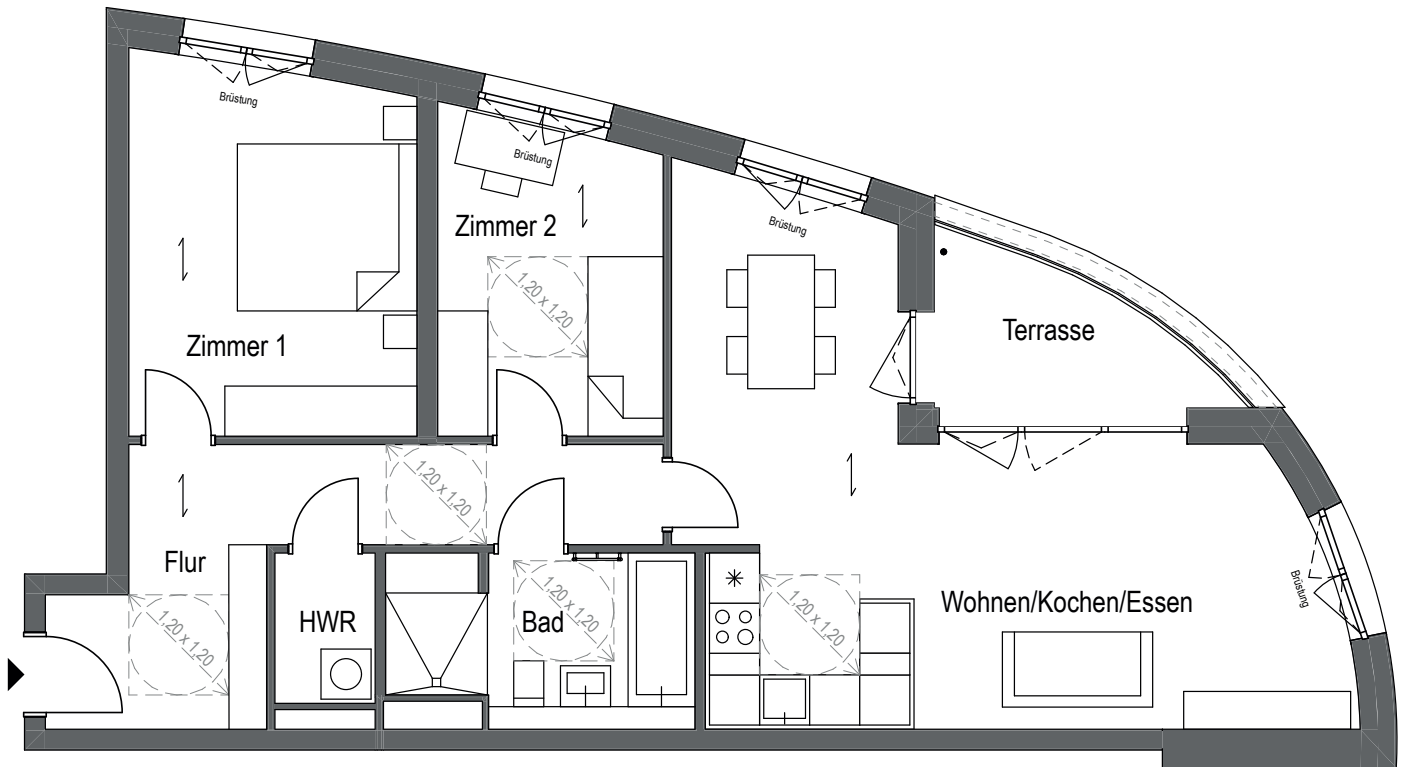 Brüstung
Brüstung
Brüstung
Zimmer 2
1,20 x 1,20
Zimmer 1
Terrasse
1,20 x 1,20
Flur
1,20 x 1,20
HWR
Bad
1,20 x 1,20
1,20 x 1,20
Wohnen/Kochen/Essen
Brüstung